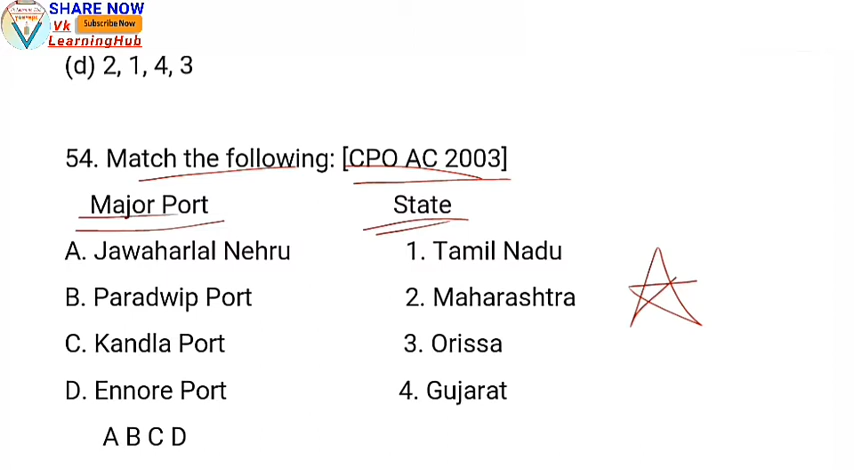 SHARE NOW
Vk Subscribe Now
LearningHub
(d) 2, 1, 4, 3
54. Match the following: [CPO AC 2003]
Major Port State
A. Jawaharlal Nehru 1. Tamil Nadu
B. Paradwip Port 2. Maharashtra
C. Kandla Port 3. Orissa
D. Ennore Port 4. Gujarat
A B C D